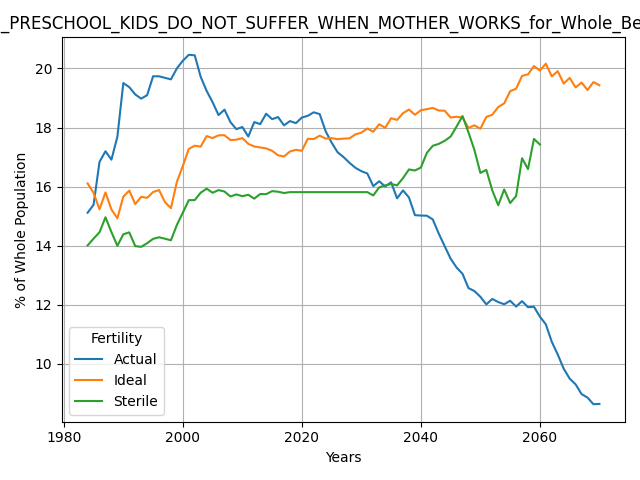 _PRESCHOOL_KIDS_DO_NOT_SUFFER_WHEN_MOTHER_WORKS_for_Whole_Be
% of Whole Population
20
18
16
14
12
10
Fertility
Actual
Ideal
Sterile
1980 2000 2020 2040 2060
Years